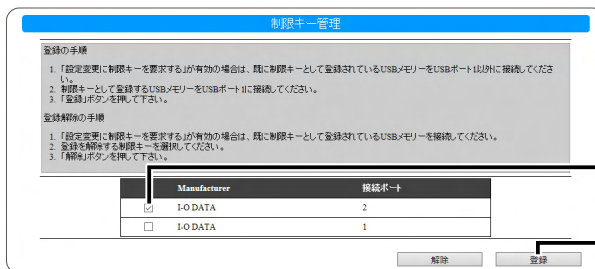 制限キー管理
登録の手順
1. 「設定変更に制限キーを要求する」が有効の場合は、既に制限キーとして登録されているUSBメモリーをUSBポート1以外に接続してくださ
い。
2. 制限キーとして登録するUSBメモリーをUSBポート1に接続してください。
3. 「登録」ボタンを押して下さい。
登録解除の手順
1. 「設定変更に制限キーを要求する」が有効の場合は、既に制限キーとして登録されているUSBメモリーを接続してください。
2. 登録を解除する制限キーを選択してください。
3. 「解除」ボタンを押して下さい。
Manufacturer 接続ポート
I-O DATA 2
I-O DATA 1
解除 登録